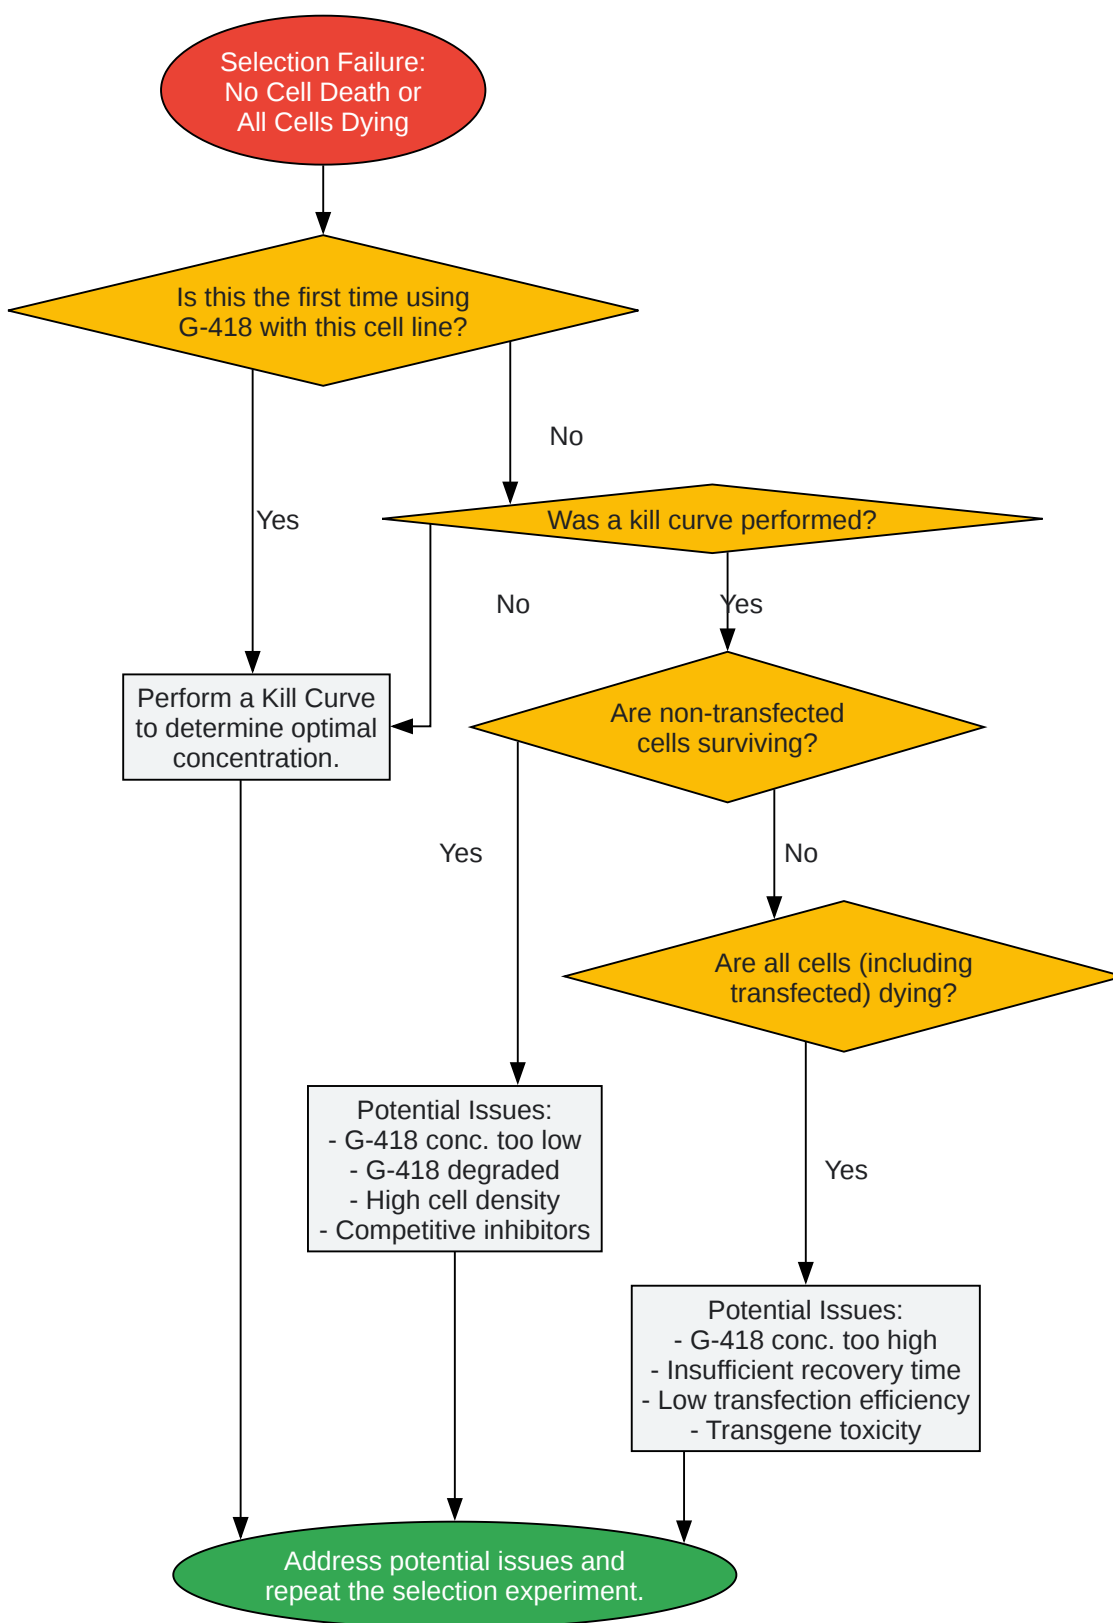 Selection Failure:
No Cell Death or
All Cells Dying
Is this the first time using
G-418 with this cell line?
No
Yes
Was a kill curve performed?
No
Yes
Perform a Kill Curve
to determine optimal
concentration.
Are non-transfected
cells surviving?
Yes
No
Are all cells (including
transfected) dying?
Potential Issues:
- G-418 conc. too low
- G-418 degraded
- High cell density
- Competitive inhibitors
Yes
Potential Issues:
- G-418 conc. too high
- Insufficient recovery time
- Low transfection efficiency
- Transgene toxicity
Address potential issues and
repeat the selection experiment.